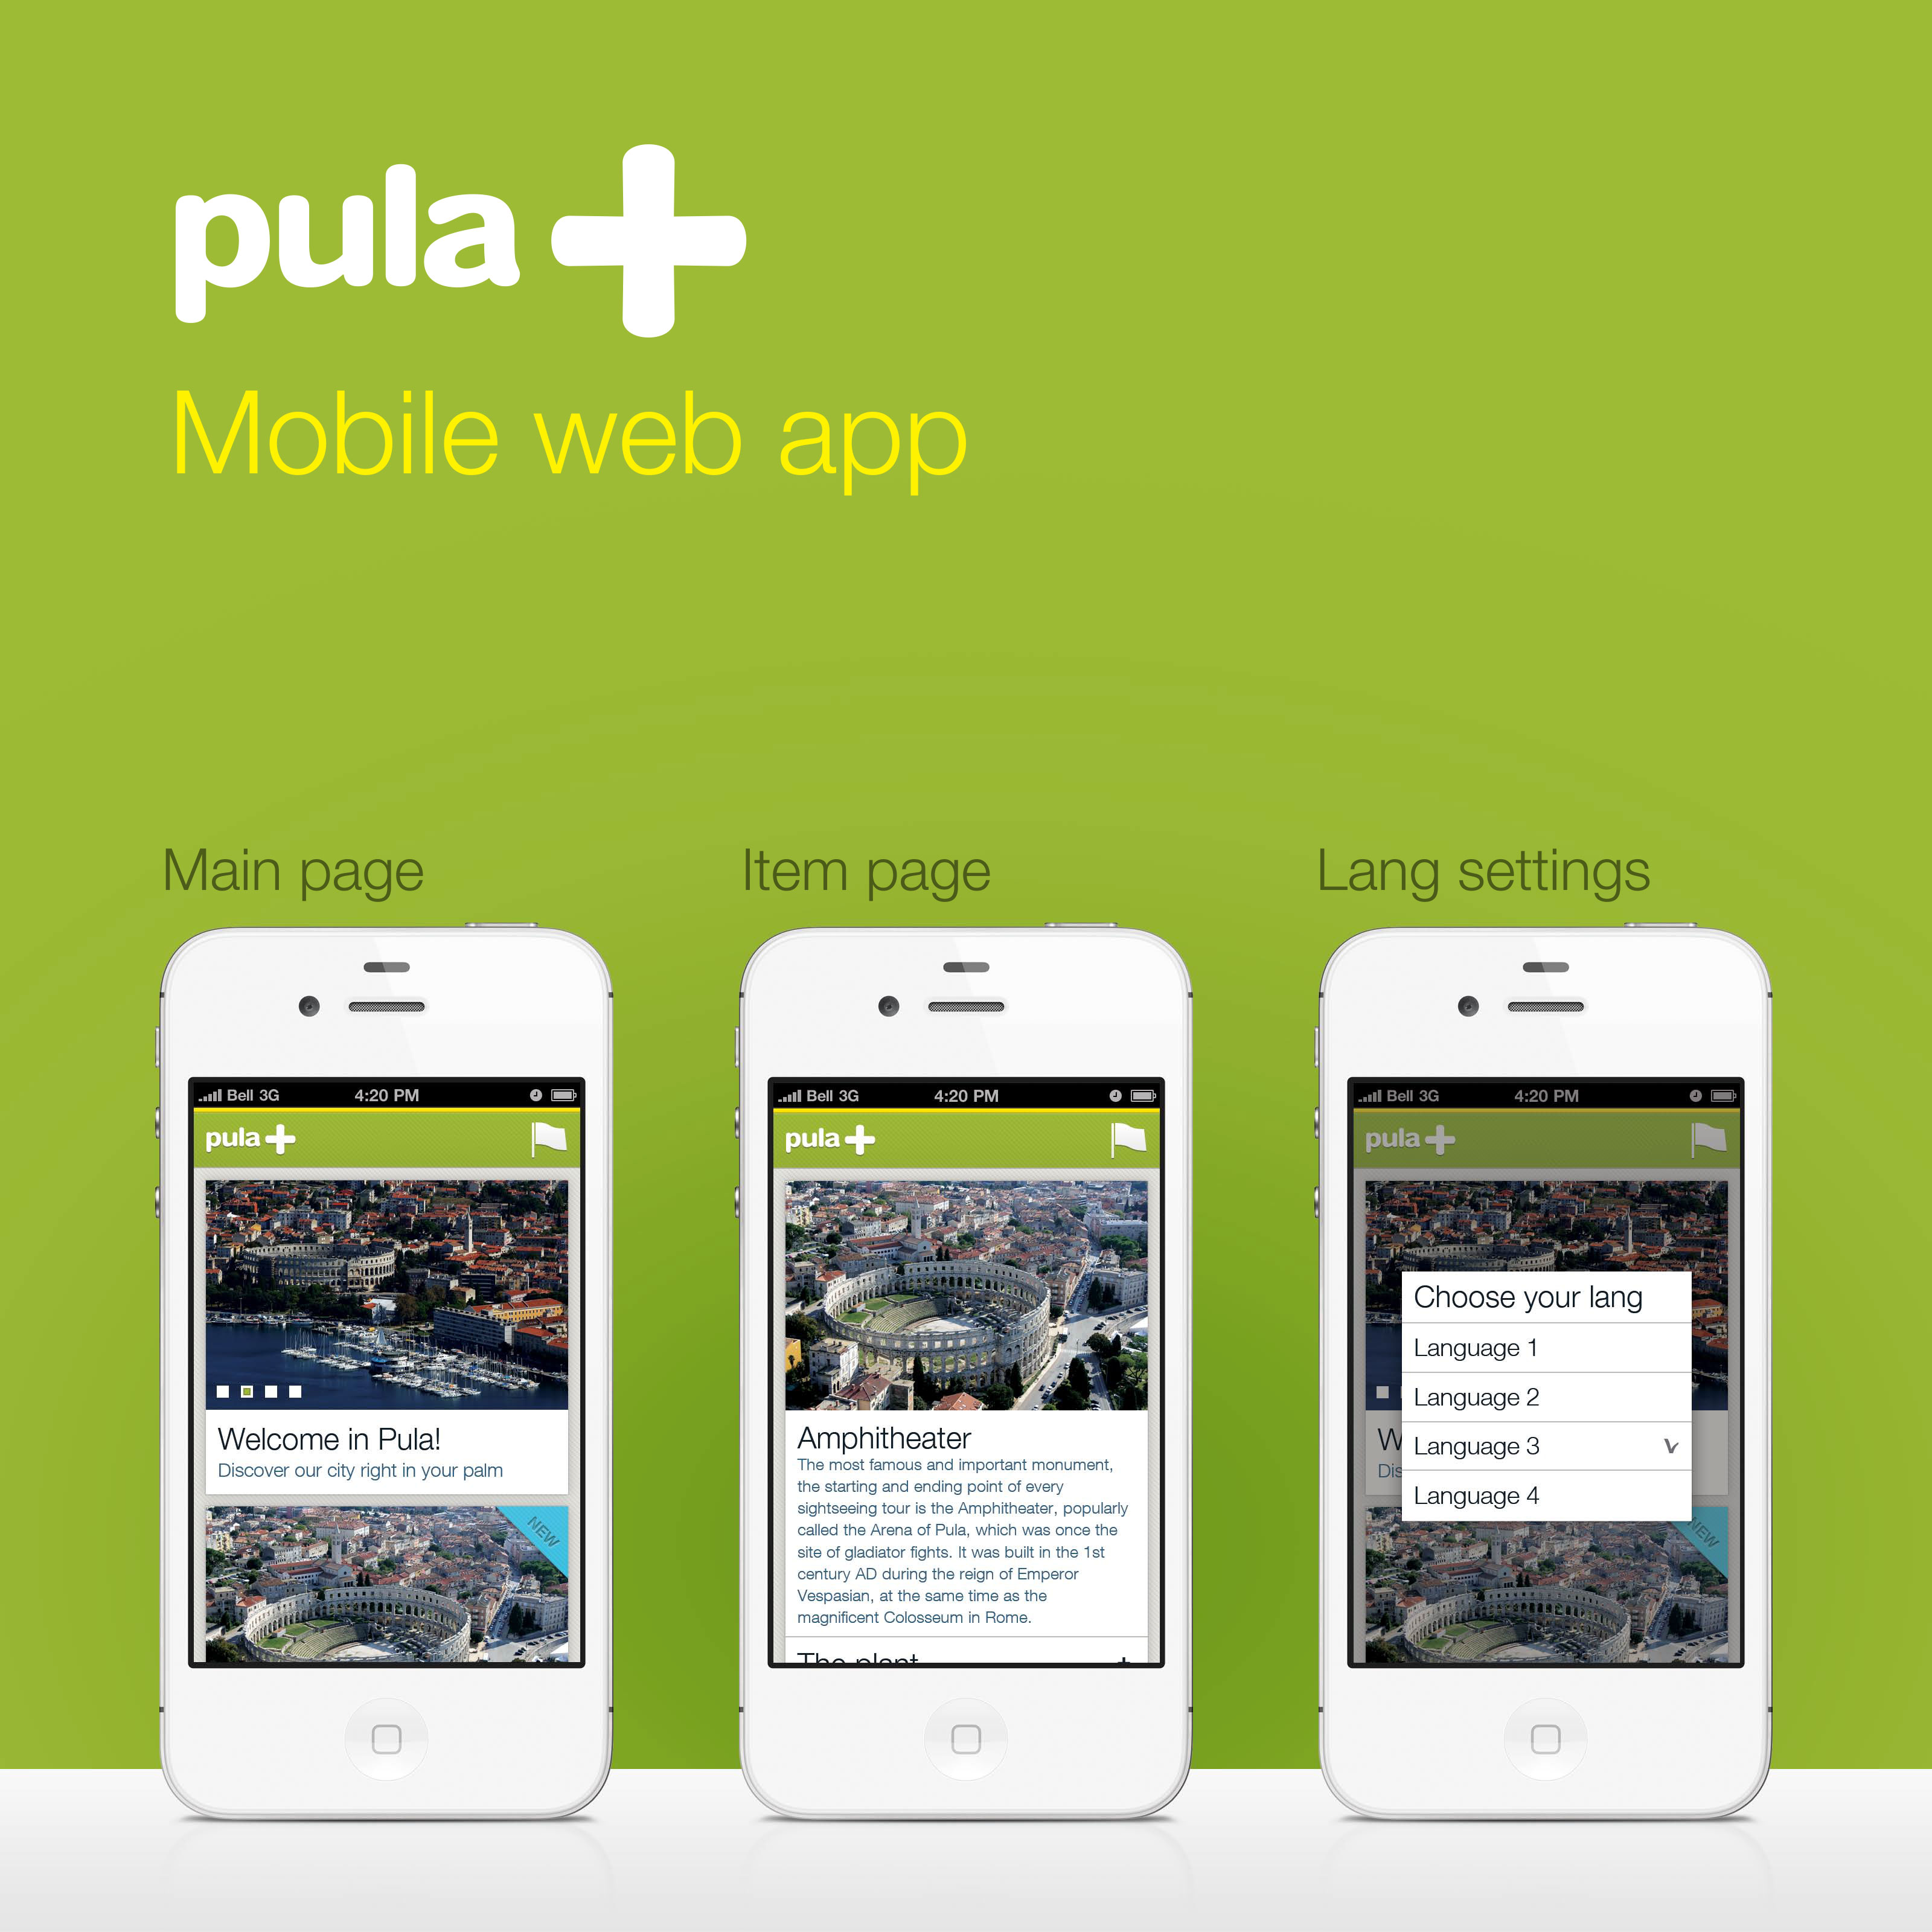 pula+
Mobile web app
Main page
Item page
Lang settings
Bell 3G 4:20 PM
pula+
Welcome in Pula!
Discover our city right in your palm
NEW
Bell 3G 4:20 PM
pula+
Amphitheater
The most famous and important monument,
the starting and ending point of every
sightseeing tour is the Amphitheater, popularly
called the Arena of Pula, which was once the
site of gladiator fights. It was built in the 1st
century AD during the reign of Emperor
Vespasian, at the same time as the
magnificent Colosseum in Rome.
The plant +
Bell 3G 4:20 PM
pula+
Choose your lang
Language 1
Language 2
W
Language 3
Dis
Language 4
NEW